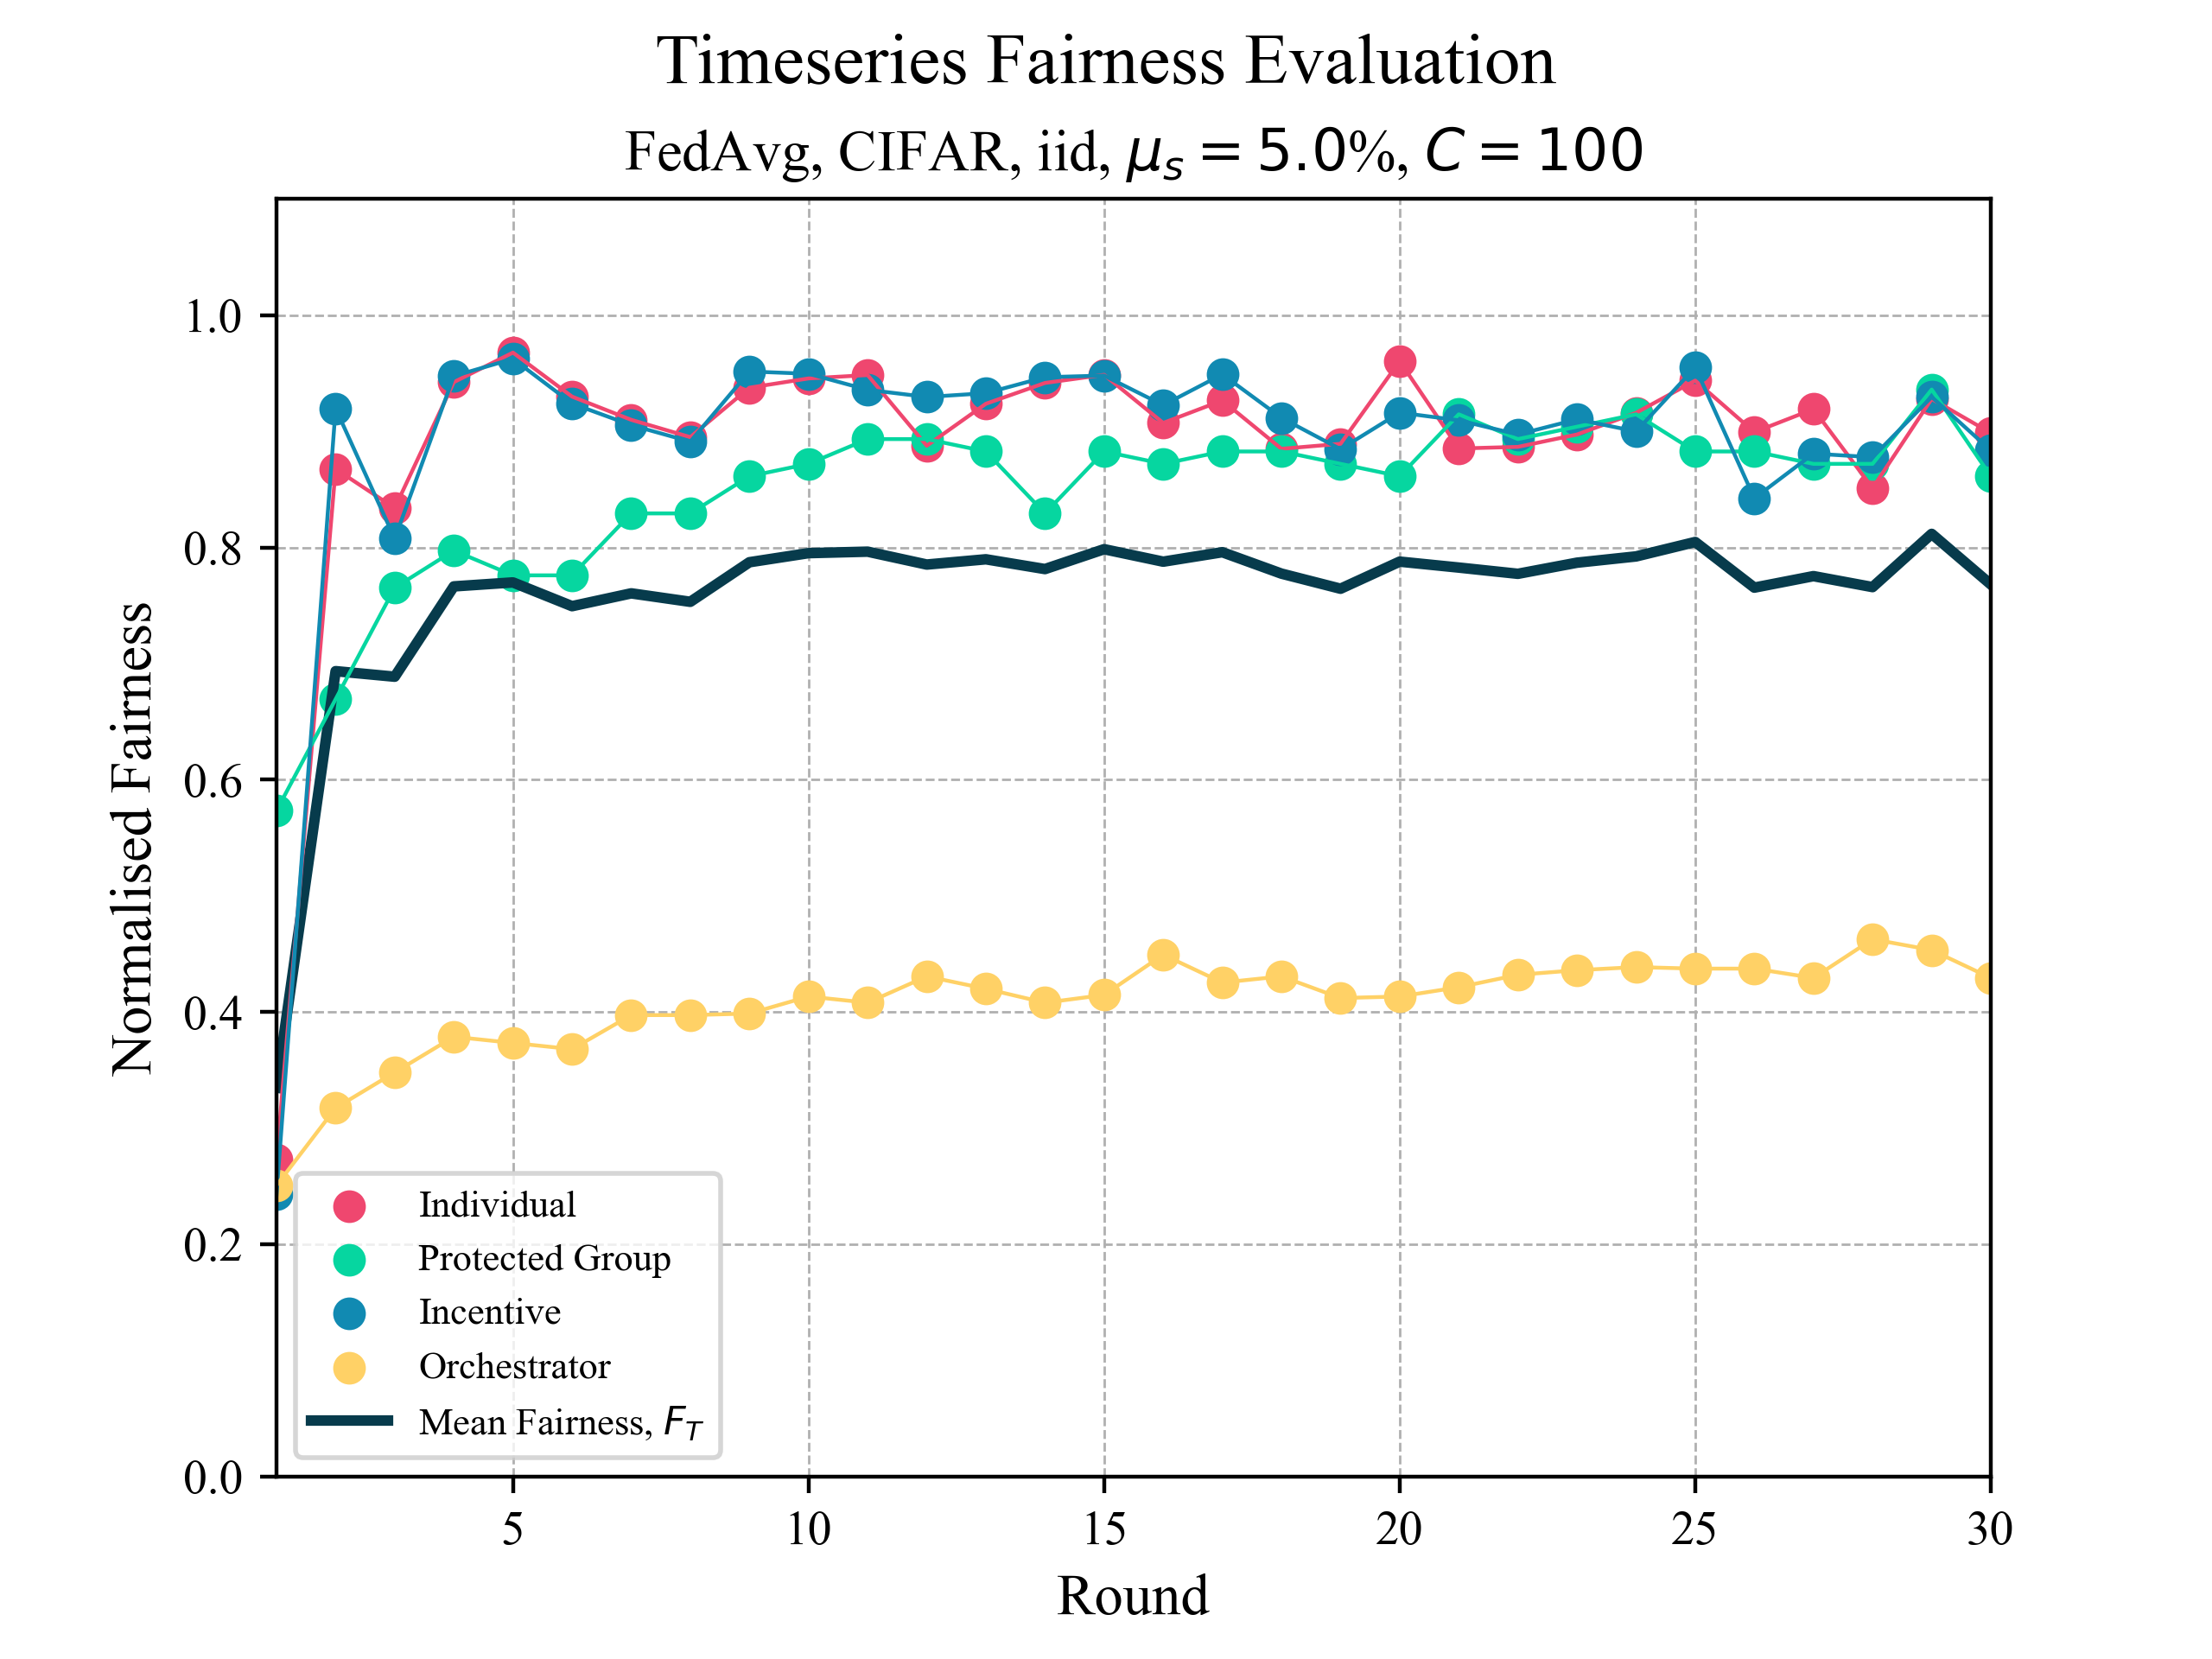 Timeseries Fairness Evaluation
FedAvg, CIFAR, iid, μₛ = 5.0%, C = 100
Normalised Fairness
1.0
0.8
0.6
0.4
0.2
0.0
Individual
Protected Group
Incentive
Orchestrator
Mean Fairness, F_T
5 10 15 20 25 30
Round